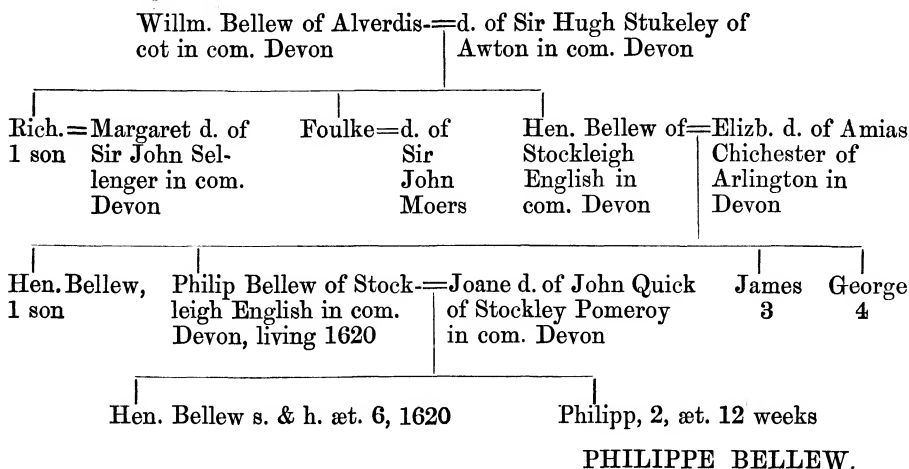 Willm. Bellew of Alverdis-=d. of Sir Hugh Stukeley of
cot in com. Devon Awton in com. Devon
Rich.=Margaret d. of
1 son Sir John Sel-
lenger in com.
Devon
Foulke=d. of
Sir
John
Moers
Hen. Bellew of=Elizb. d. of Amias
Stockleigh Chichester of
English in Arlington in
com. Devon Devon
Hen. Bellew,
1 son
Philip Bellew of Stock-=Joane d. of John Quick
leigh English in com. of Stockley Pomeroy
Devon, living 1620 in com. Devon
James
3
George
4
Hen. Bellew s. & h. æt. 6, 1620
Philipp, 2, æt. 12 weeks
PHILIPPE BELLEW.